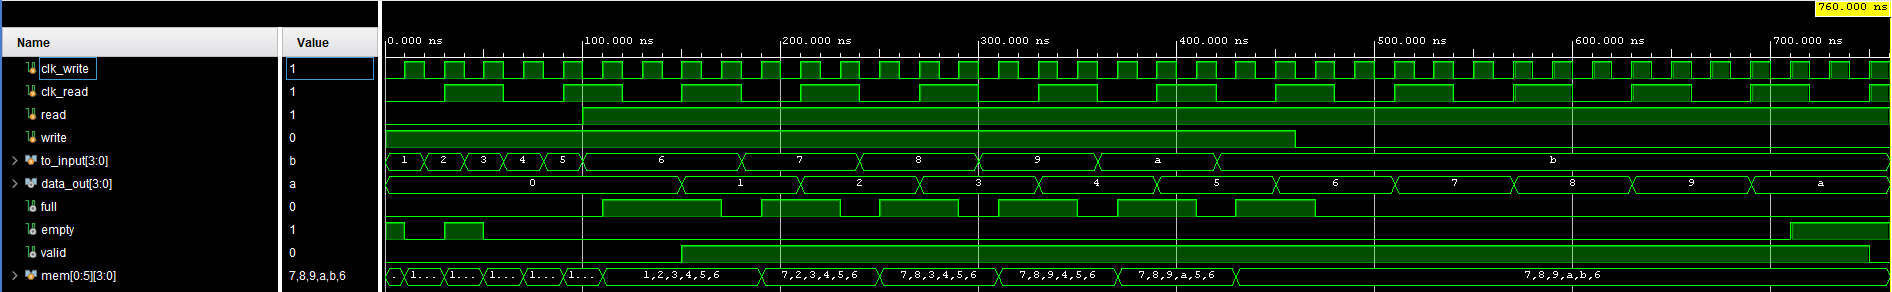 760.000 ns
Name Value
0.000 ns 100.000 ns 200.000 ns 300.000 ns 400.000 ns 500.000 ns 600.000 ns 700.000 ns
clk_write 1
clk_read 1
read 1
write 0
to_input[3:0] b 1 2 3 4 5 6 7 8 9 a b
data_out[3:0] a 0 1 2 3 4 5 6 7 8 9 a
full 0
empty 1
valid 0
mem[0:5][3:0] 7,8,9,a,b,6 . 1... 1... 1... 1... 1... 1,2,3,4,5,6 7,2,3,4,5,6 7,8,3,4,5,6 7,8,9,4,5,6 7,8,9,a,5,6 7,8,9,a,b,6